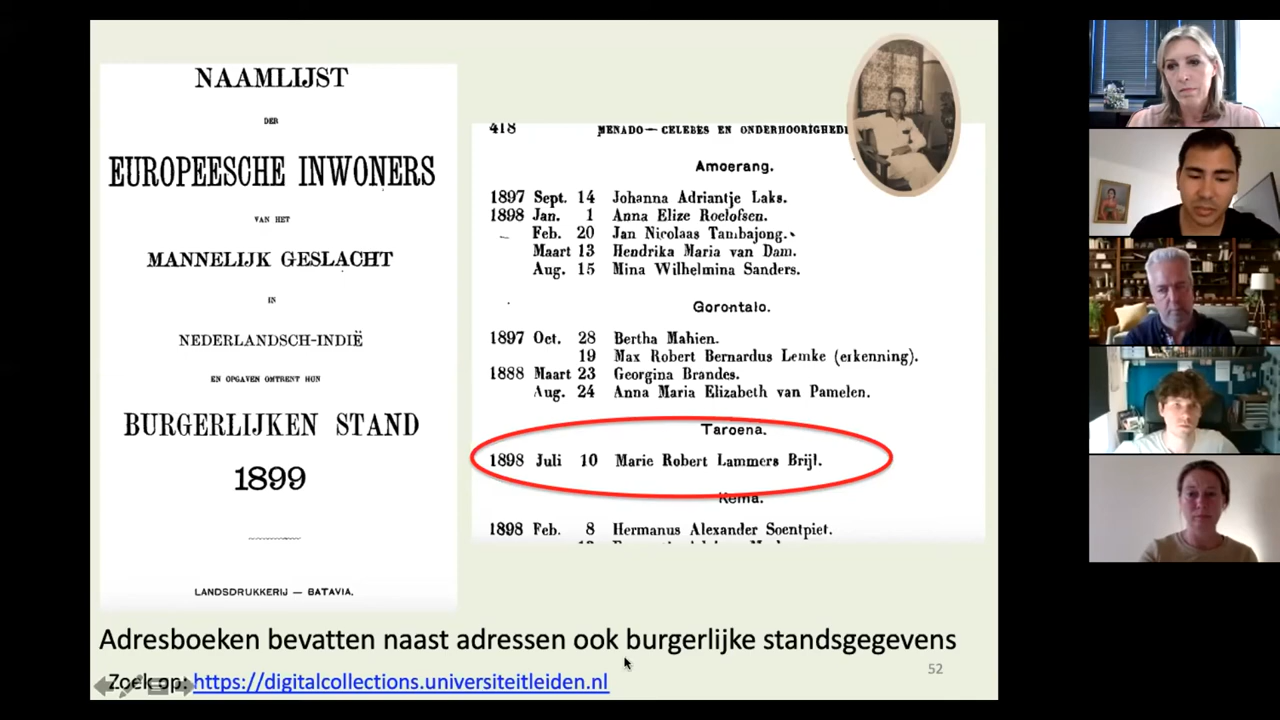 NAAMLIJST
DER
EUROPEESCHE INWONERS
VAN HET
MANNELIJK GESLACHT
IN
NEDERLANDSCH-INDIË
EN OPGAVEN OMTRENT HUN
BURGERLIJKEN STAND
1899
LANDSDRUKKERIJ — BATAVIA.
418 MENADO — CELEBES EN ONDERHOORIGHED
Amoerang.
1897 Sept. 14 Johanna Adriantje Laks.
1898 Jan. 1 Anna Elize Roelofsen.
— Feb. 20 Jan Nicolaas Tambajong.
Maart 13 Hendrika Maria van Dam.
Aug. 15 Mina Wilhelmina Sanders.
Gorontalo.
1897 Oct. 28 Bertha Mahien.
19 Max Robert Bernardus Lemke (erkenning).
1888 Maart 23 Georgina Brandes.
Aug. 24 Anna Maria Elizabeth van Pamelen.
Taroena.
1898 Juli 10 Marie Robert Lammers Brijl.
Kema.
1898 Feb. 8 Hermanus Alexander Soentpiet.
Adresboeken bevatten naast adressen ook burgerlijke standsgegevens
Zoek op: https://digitalcollections.universiteitleiden.nl
52